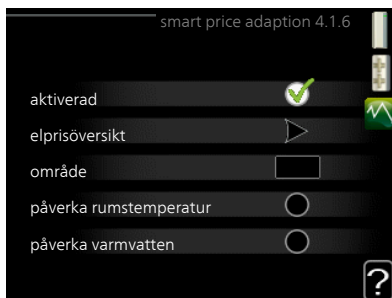 smart price adaption 4.1.6
aktiverad
elprisöversikt
område
påverka rumstemperatur
påverka varmvatten
?